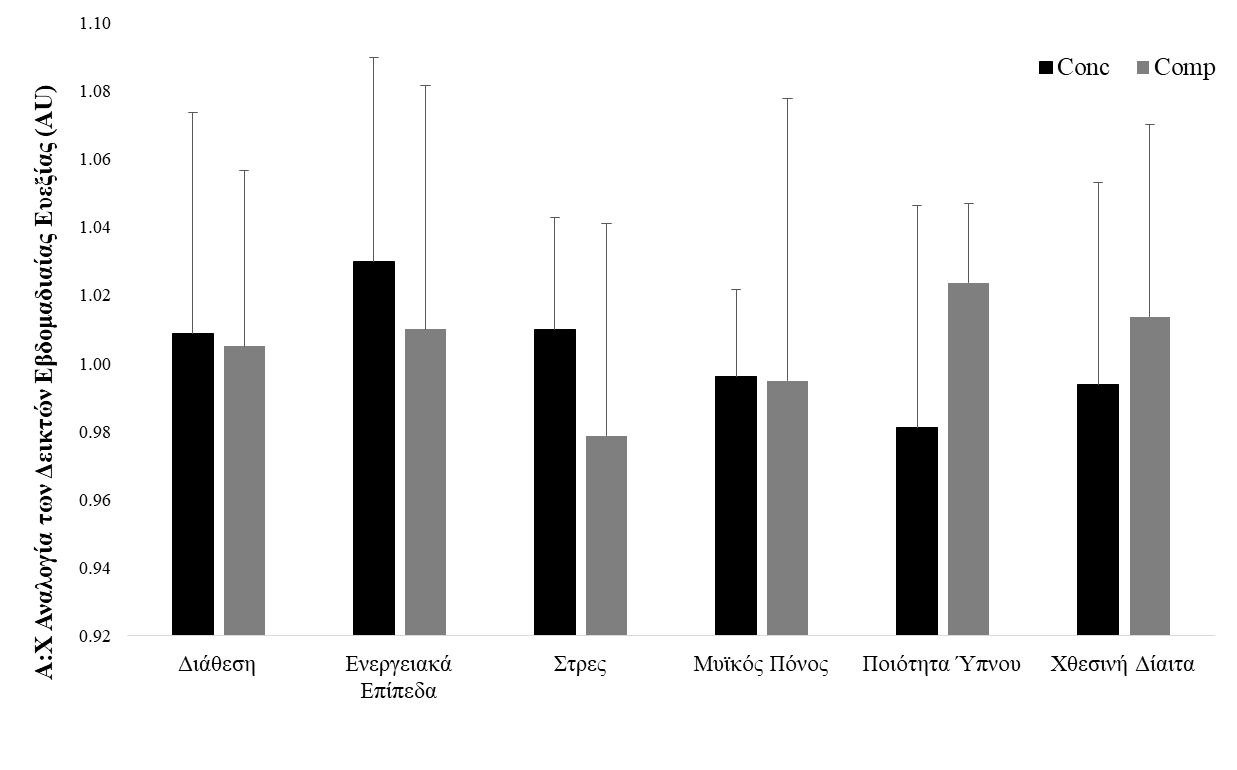 Α:Χ Αναλογία των Δεικτών Εβδομαδιαίας Ευεξίας (AU)
1.10
1.08
1.06
1.04
1.02
1.00
0.98
0.96
0.94
0.92
Conc
Comp
Διάθεση
Ενεργειακά
Επίπεδα
Στρες
Μυϊκός Πόνος
Ποιότητα Ύπνου
Χθεσινή Δίαιτα